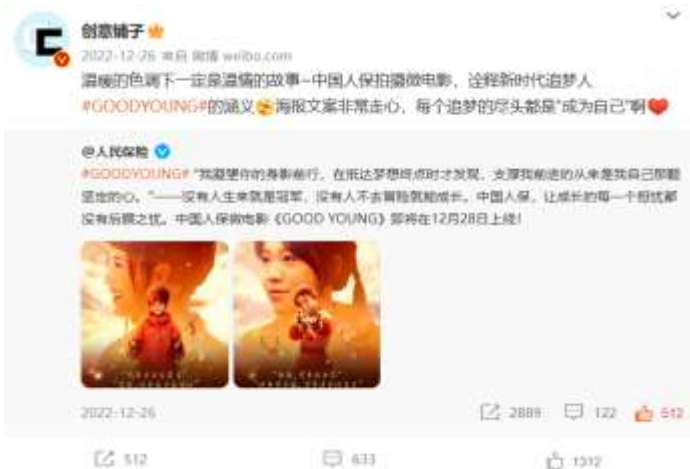 创意铺子
2022-12-26 来自 微博 weibo.com
温暖的色调下一定是温情的故事~中国人保拍摄微电影，诠释新时代追梦人
#GOODYOUNG#的涵义 海报文案非常走心，每个追梦的尽头都是“成为自己”啊
@人民保险
#GOODYOUNG# “我凝望你的身影前行，在抵达梦想终点时才发现，支撑我前进的从来是我自己那颗
坚定的心。”——没有人生来就是冠军，没有人不去冒险就能成长。中国人保，让成长的每一个担忧都
没有后顾之忧。中国人保微电影《GOOD YOUNG》即将在12月28日上线！
2022-12-26
2889 122 512
512 633 1312